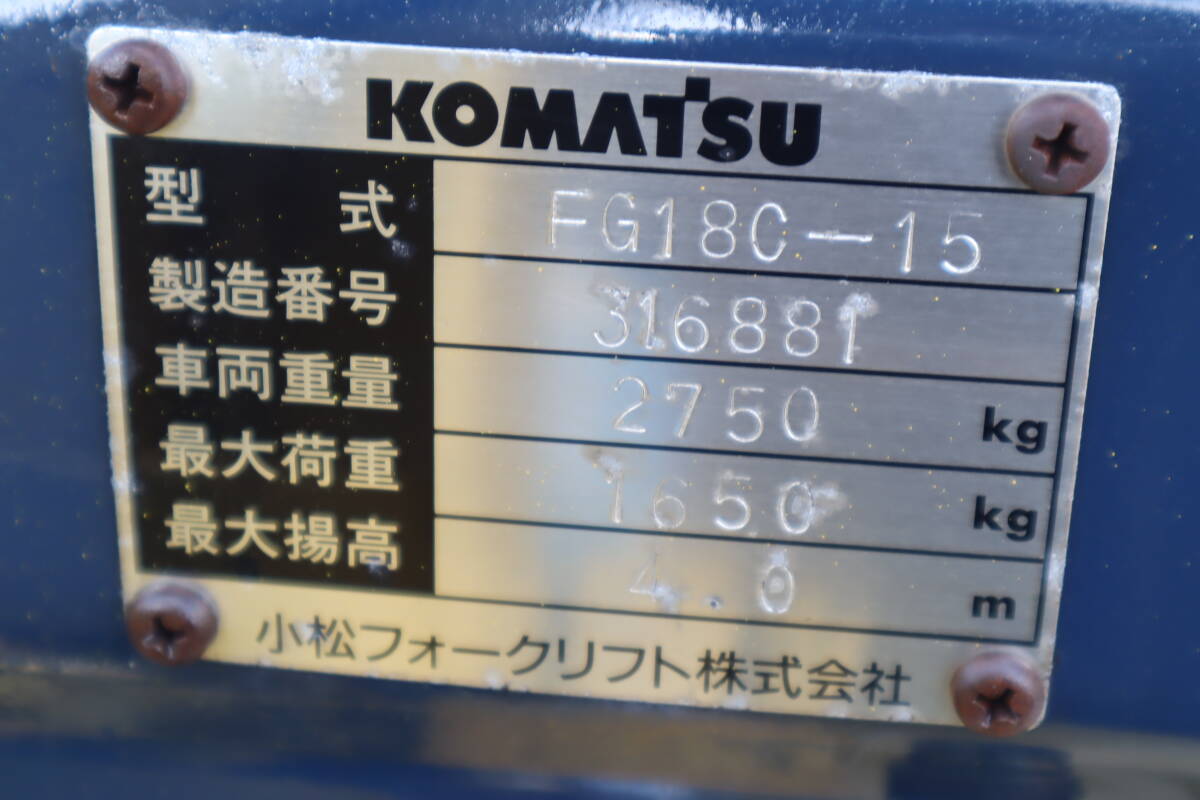 KOMATSU
型式 FG18C-15
製造番号 316881
車両重量 2750 kg
最大荷重 1650 kg
最大揚高 4.0 m
小松フォークリフト株式会社